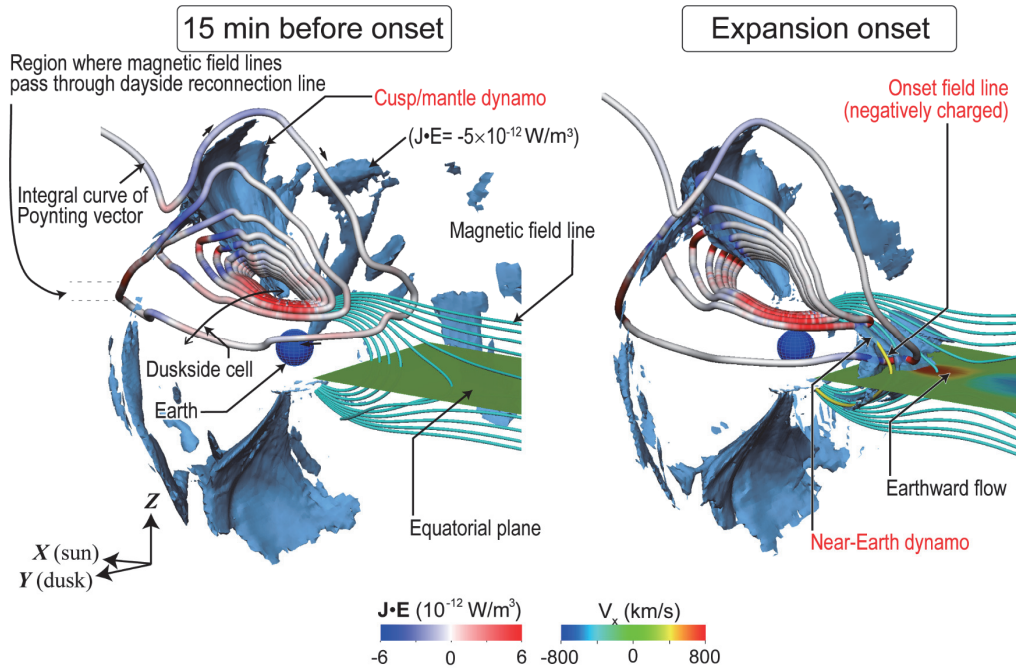 15 min before onset
Expansion onset
Region where magnetic field lines
pass through dayside reconnection line
Cusp/mantle dynamo
(J•E= -5×10⁻¹² W/m³)
Onset field line
(negatively charged)
Integral curve of
Poynting vector
Magnetic field line
Duskside cell
Earth
Equatorial plane
Earthward flow
Near-Earth dynamo
Z
X (sun)
Y (dusk)
J•E (10⁻¹² W/m³)
-6 0 6
Vₓ (km/s)
-800 0 800